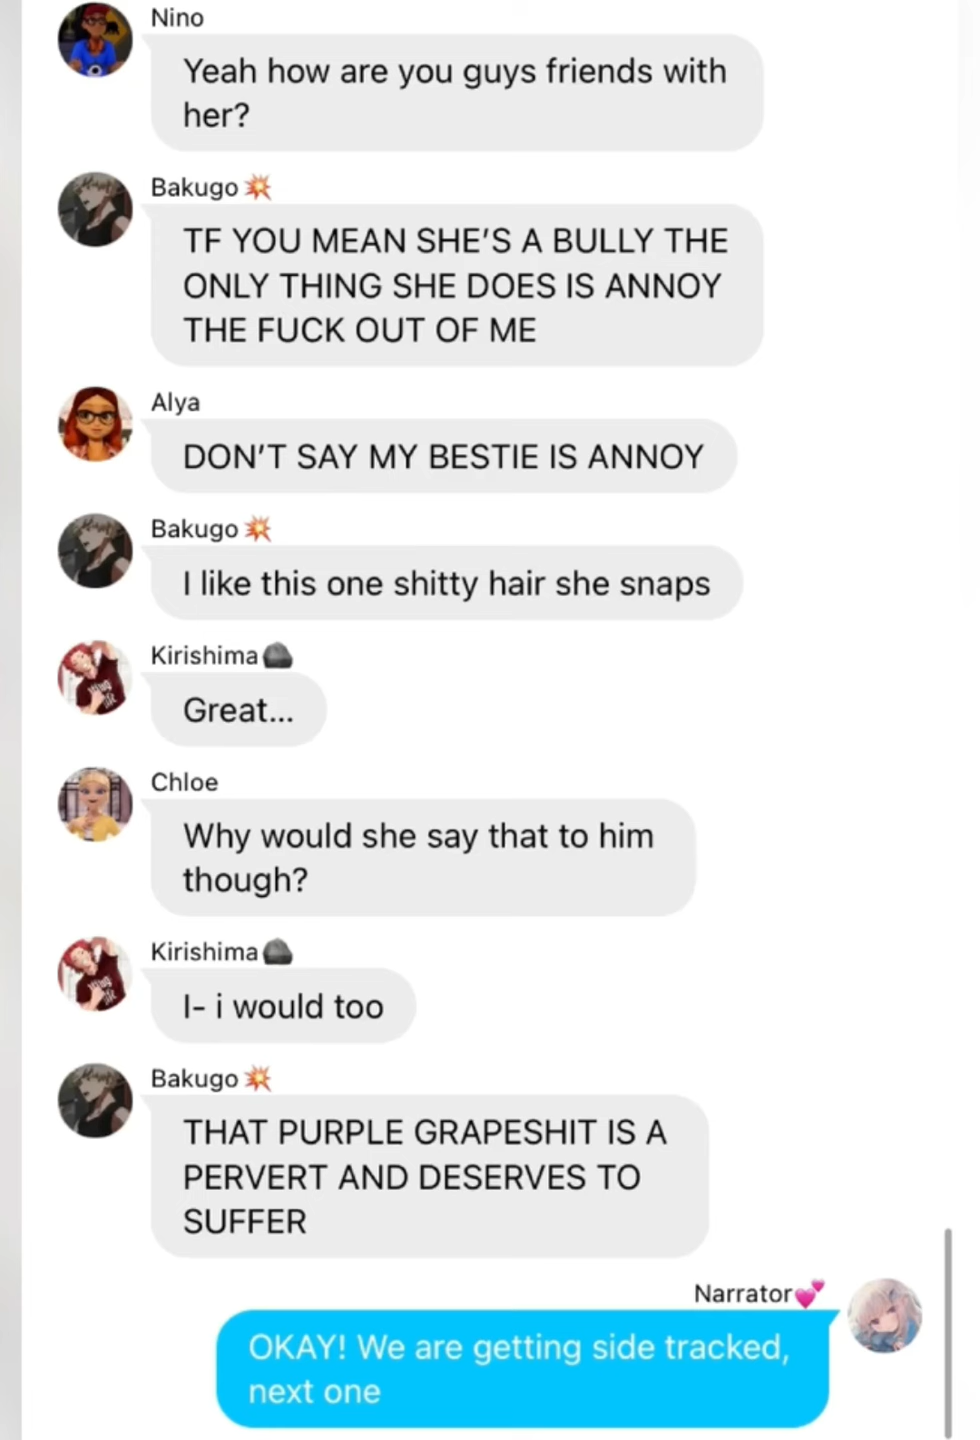 Nino
Yeah how are you guys friends with
her?
Bakugo💥
TF YOU MEAN SHE'S A BULLY THE
ONLY THING SHE DOES IS ANNOY
THE FUCK OUT OF ME
Alya
DON'T SAY MY BESTIE IS ANNOY
Bakugo💥
I like this one shitty hair she snaps
Kirishima🪨
Great...
Chloe
Why would she say that to him
though?
Kirishima🪨
I- i would too
Bakugo💥
THAT PURPLE GRAPESHIT IS A
PERVERT AND DESERVES TO
SUFFER
Narrator💕
OKAY! We are getting side tracked,
next one